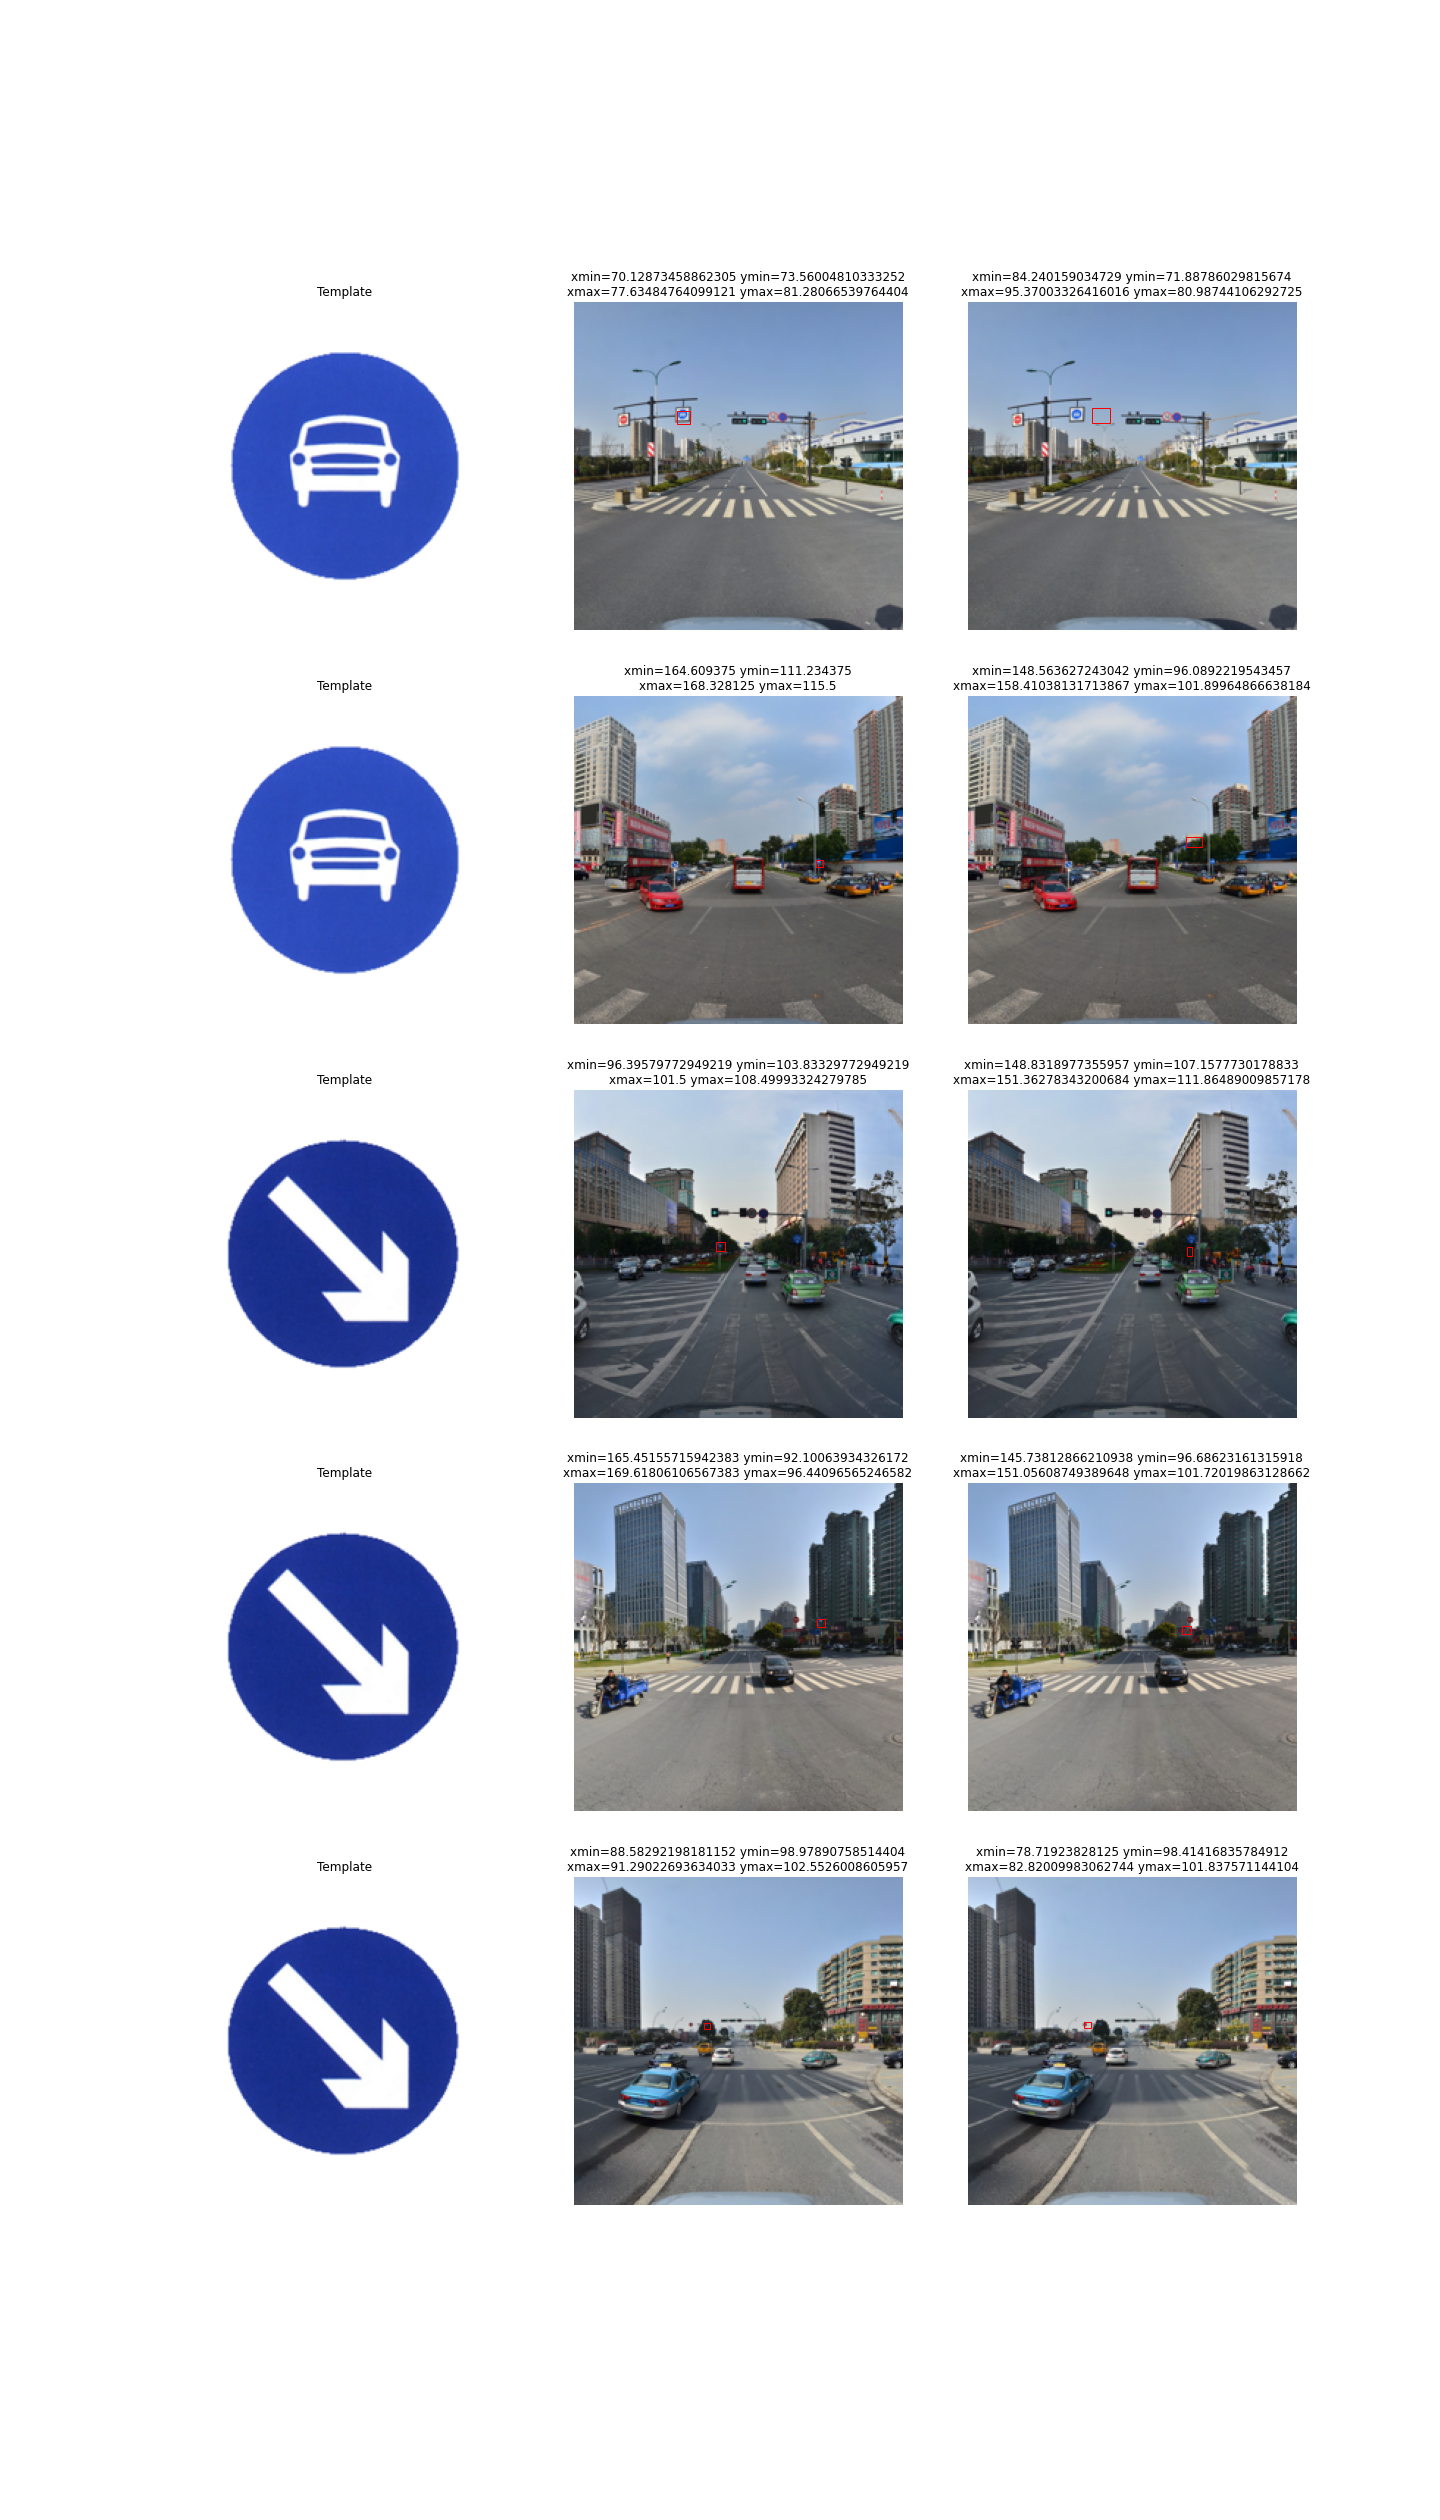 Template
xmin=70.12873458862305 ymin=73.56004810333252
xmax=77.63484764099121 ymax=81.28066539764404
xmin=84.240159034729 ymin=71.88786029815674
xmax=95.37003326416016 ymax=80.98744106292725
Template
xmin=164.609375 ymin=111.234375
xmax=168.328125 ymax=115.5
xmin=148.563627243042 ymin=96.0892219543457
xmax=158.41038131713867 ymax=101.89964866638184
Template
xmin=96.39579772949219 ymin=103.83329772949219
xmax=101.5 ymax=108.49993324279785
xmin=148.8318977355957 ymin=107.1577730178833
xmax=151.36278343200684 ymax=111.86489009857178
Template
xmin=165.45155715942383 ymin=92.10063934326172
xmax=169.61806106567383 ymax=96.44096565246582
xmin=145.73812866210938 ymin=96.68623161315918
xmax=151.05608749389648 ymax=101.72019863128662
Template
xmin=88.58292198181152 ymin=98.97890758514404
xmax=91.29022693634033 ymax=102.5526008605957
xmin=78.71923828125 ymin=98.41416835784912
xmax=82.82009983062744 ymax=101.837571144104